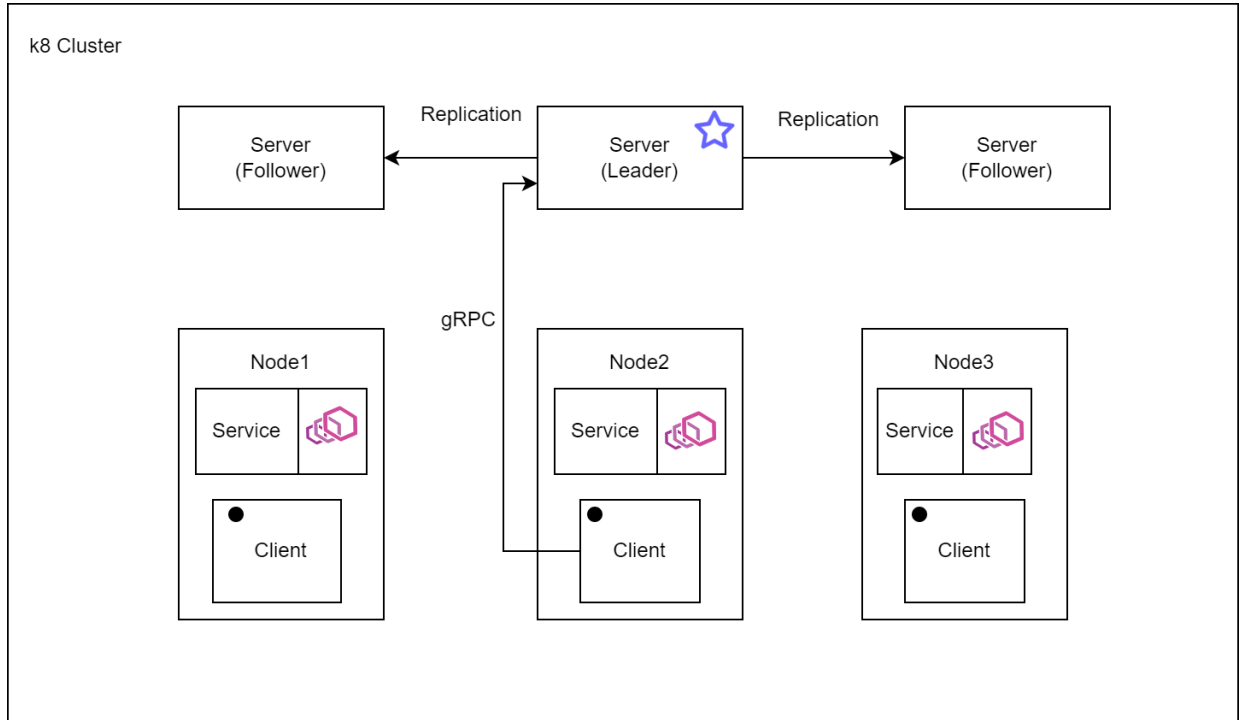 k8 Cluster
Replication
Replication
Server
(Follower)
Server
(Leader)
Server
(Follower)
gRPC
Node1
Node2
Node3
Service
Service
Service
Client
Client
Client